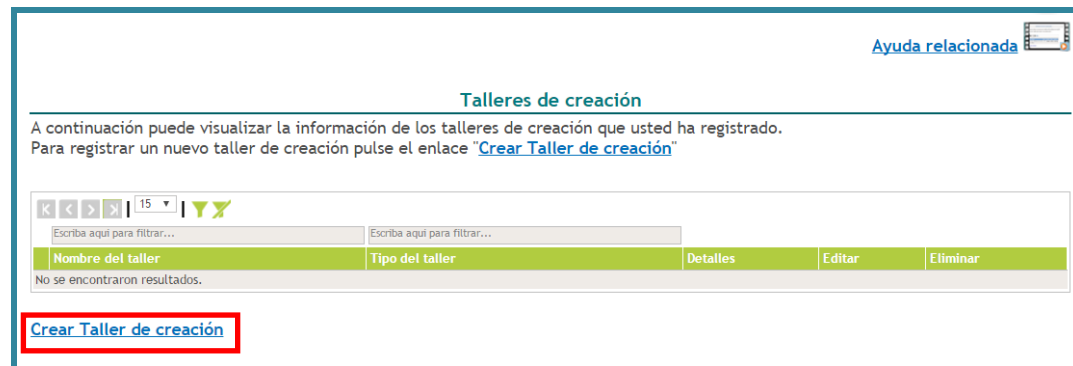 Ayuda relacionada
Talleres de creación
A continuación puede visualizar la información de los talleres de creación que usted ha registrado.
Para registrar un nuevo taller de creación pulse el enlace "Crear Taller de creación"
15
Escriba aqui para filtrar... Escriba aqui para filtrar...
Nombre del taller Tipo del taller Detalles Editar Eliminar
No se encontraron resultados.
Crear Taller de creación